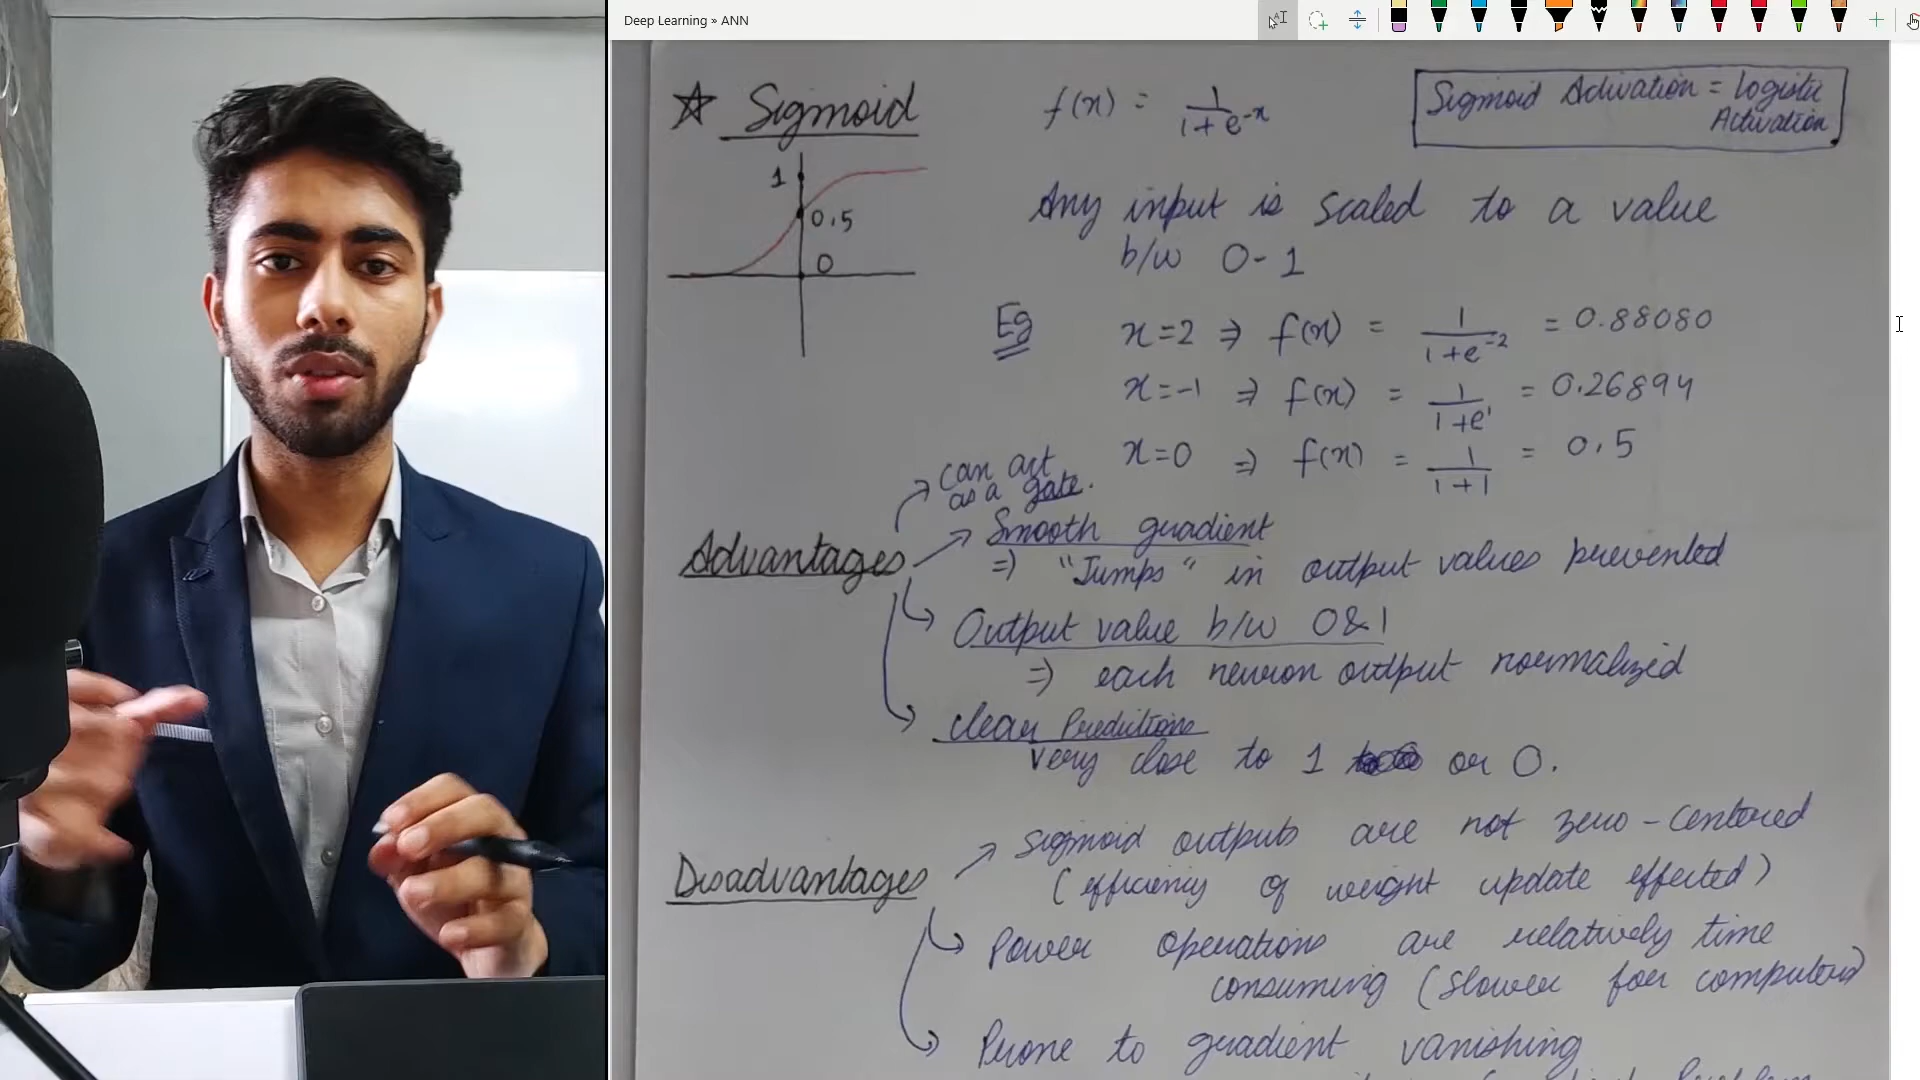 Deep Learning » ANN
☆ Sigmoid
f(x) = 1/(1+e^-x)
Sigmoid Activation = Logistic
Activation
1
0.5
0
Any input is scaled to a value
b/w 0-1
Eg
x=2 ⇒ f(x) = 1/(1+e^-2) = 0.88080
x=-1 ⇒ f(x) = 1/(1+e^1) = 0.26894
x=0 ⇒ f(x) = 1/(1+1) = 0.5
Advantages
can act
as a gate.
Smooth gradient
⇒ "Jumps" in output values prevented
Output value b/w 0&1
⇒ each neuron output normalized
Clear Predictions
Very close to 1 or 0.
Disadvantages
Sigmoid outputs are not zero-centered
(efficiency of weight update effected)
Power operations are relatively time
consuming (slower for computers)
Prone to gradient vanishing
Problem